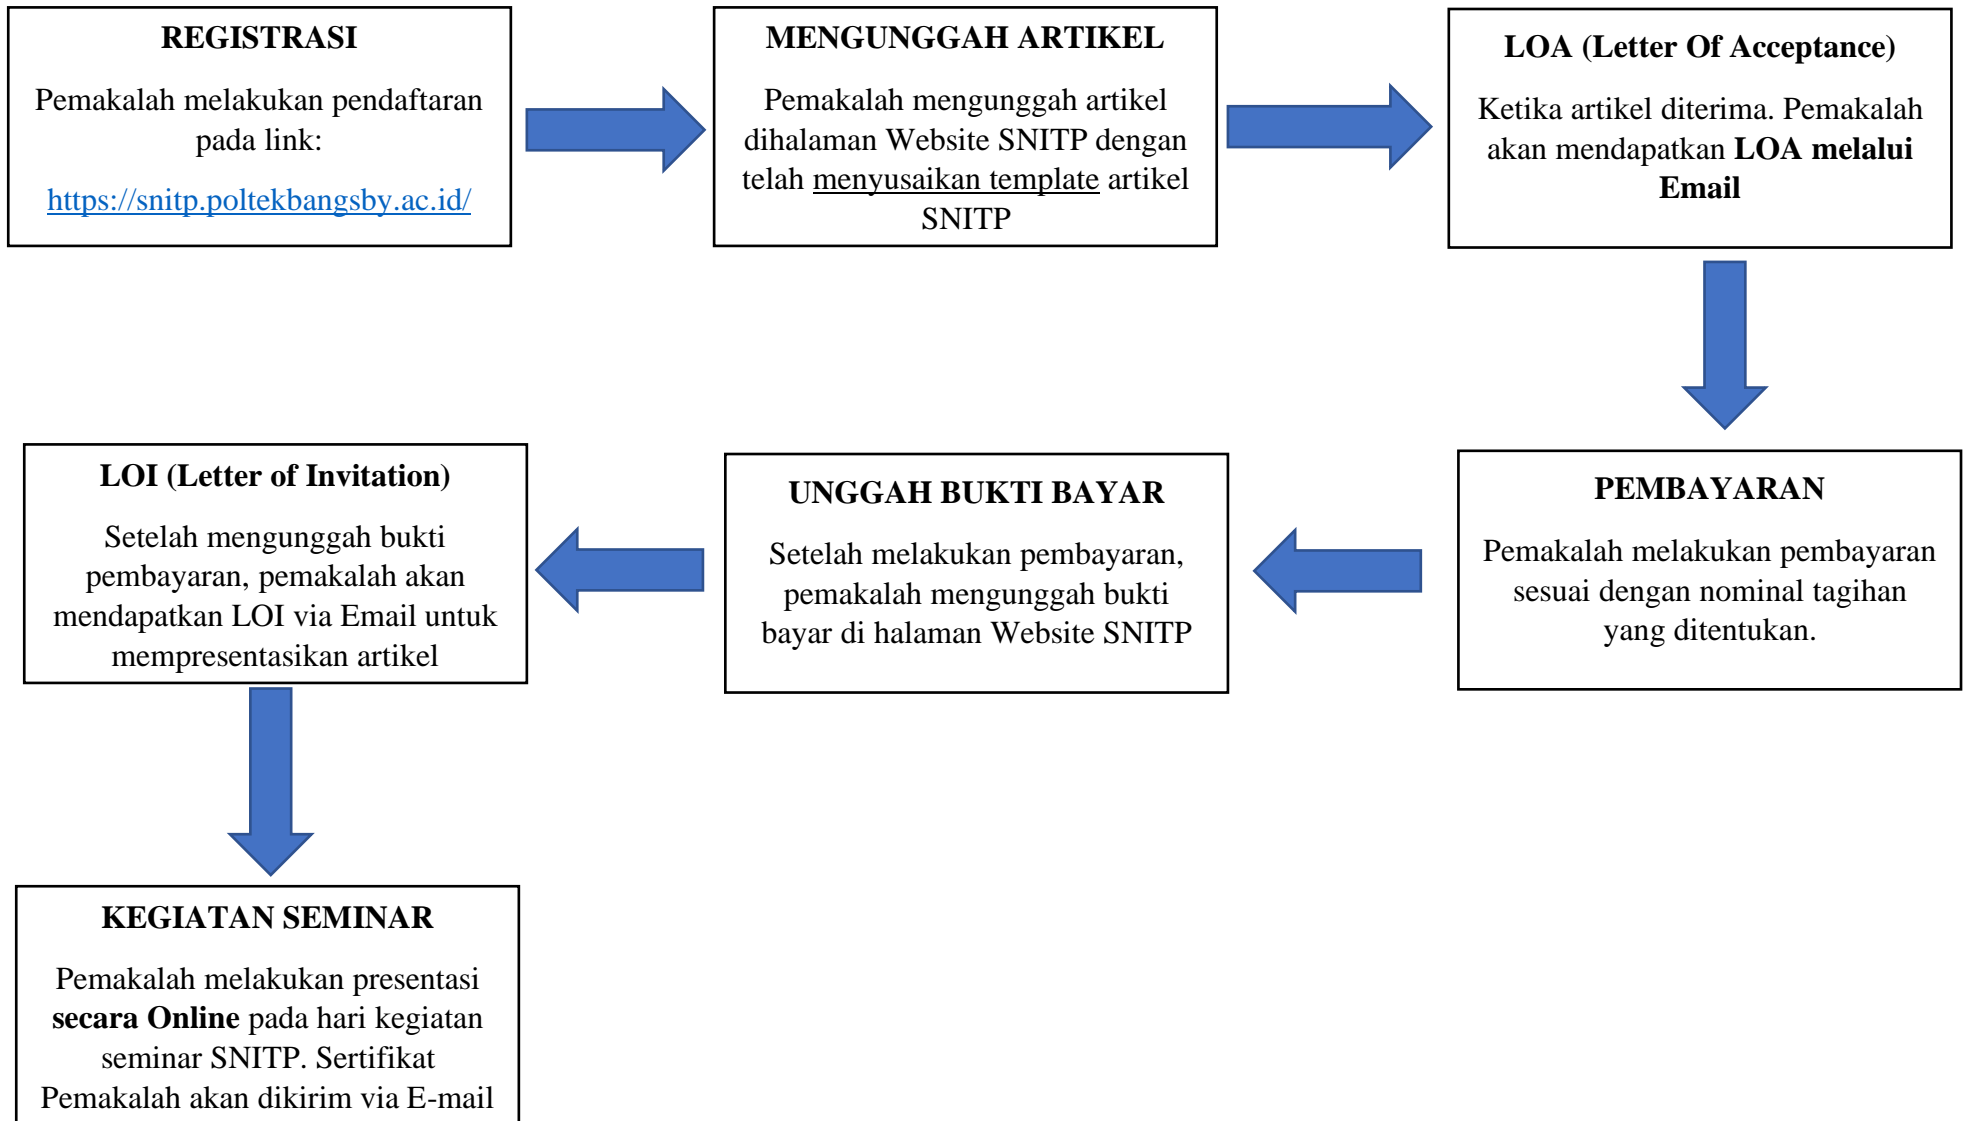 REGISTRASI
Pemakalah melakukan pendaftaran
pada link:
https://snitp.poltekbangsby.ac.id/
MENGUNGGAH ARTIKEL
Pemakalah mengunggah artikel
dihalaman Website SNITP dengan
telah menyusaikan template artikel
SNITP
LOA (Letter Of Acceptance)
Ketika artikel diterima. Pemakalah
akan mendapatkan LOA melalui
Email
PEMBAYARAN
Pemakalah melakukan pembayaran
sesuai dengan nominal tagihan
yang ditentukan.
UNGGAH BUKTI BAYAR
Setelah melakukan pembayaran,
pemakalah mengunggah bukti
bayar di halaman Website SNITP
LOI (Letter of Invitation)
Setelah mengunggah bukti
pembayaran, pemakalah akan
mendapatkan LOI via Email untuk
mempresentasikan artikel
KEGIATAN SEMINAR
Pemakalah melakukan presentasi
secara Online pada hari kegiatan
seminar SNITP. Sertifikat
Pemakalah akan dikirim via E-mail